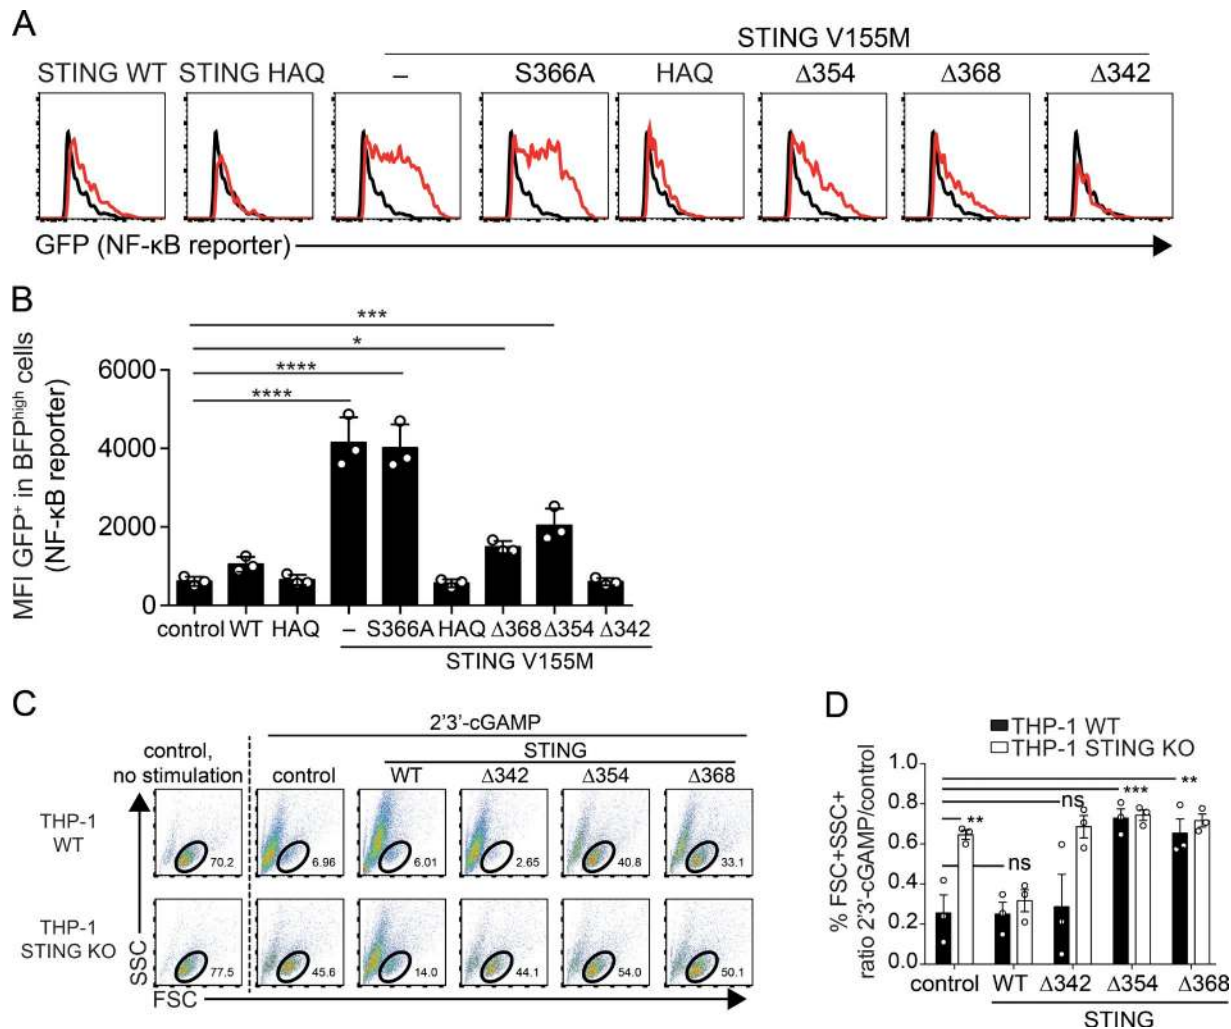 A
STING V155M
STING WT STING HAQ – S366A HAQ Δ354 Δ368 Δ342
GFP (NF-κB reporter)
B
MFI GFP+ in BFPhigh cells
(NF-κB reporter)
6000
4000
2000
0
***
*
****
****
control WT HAQ – S366A HAQ Δ368 Δ354 Δ342
STING V155M
C
2'3'-cGAMP
control,
no stimulation
STING
control WT Δ342 Δ354 Δ368
THP-1
WT
70.2 6.96 6.01 2.65 40.8 33.1
THP-1
STING KO
77.5 45.6 14.0 44.1 54.0 50.1
SSC
FSC
D
THP-1 WT
THP-1 STING KO
% FSC+SSC+
ratio 2'3'-cGAMP/control
1.0
0.8
0.6
0.4
0.2
0.0
**
***
ns
**
ns
control WT Δ342 Δ354 Δ368
STING